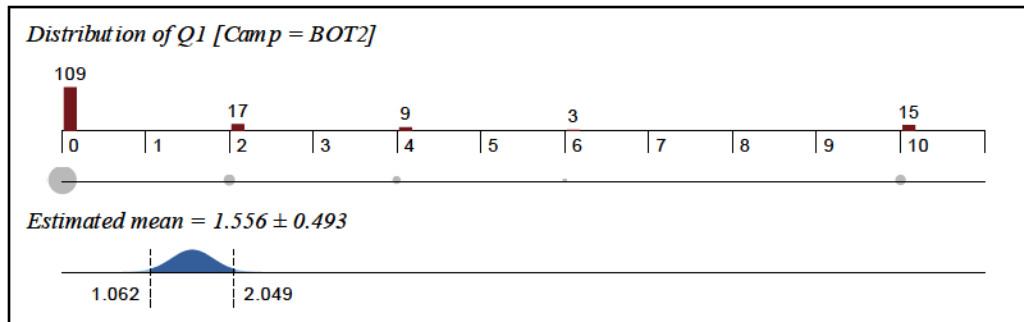 Distribution of Q1 [Camp = BOT2]
109 17 9 3 15
0 1 2 3 4 5 6 7 8 9 10
Estimated mean = 1.556 ± 0.493
1.062 2.049